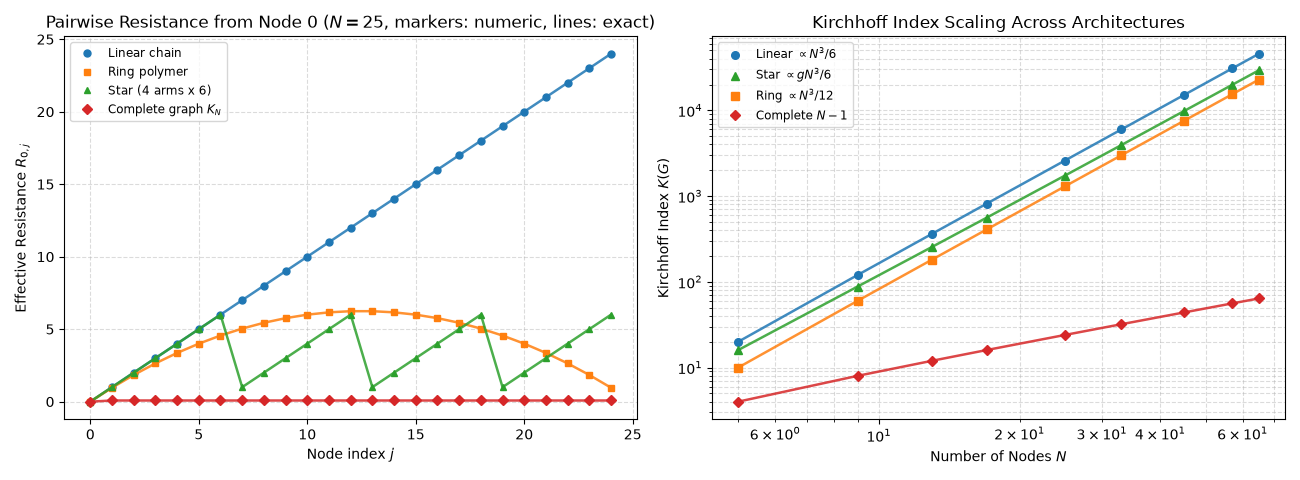 Pairwise Resistance from Node 0 (N = 25, markers: numeric, lines: exact)
Linear chain
Ring polymer
Star (4 arms x 6)
Complete graph K_N
Effective Resistance R_{0,j}
25
20
15
10
5
0
0 5 10 15 20 25
Node index j
Kirchhoff Index Scaling Across Architectures
Linear ∝ N³/6
Star ∝ gN³/6
Ring ∝ N³/12
Complete N − 1
Kirchhoff Index K(G)
10⁴
10³
10²
10¹
6 × 10⁰ 10¹ 2 × 10¹ 3 × 10¹ 4 × 10¹ 6 × 10¹
Number of Nodes N